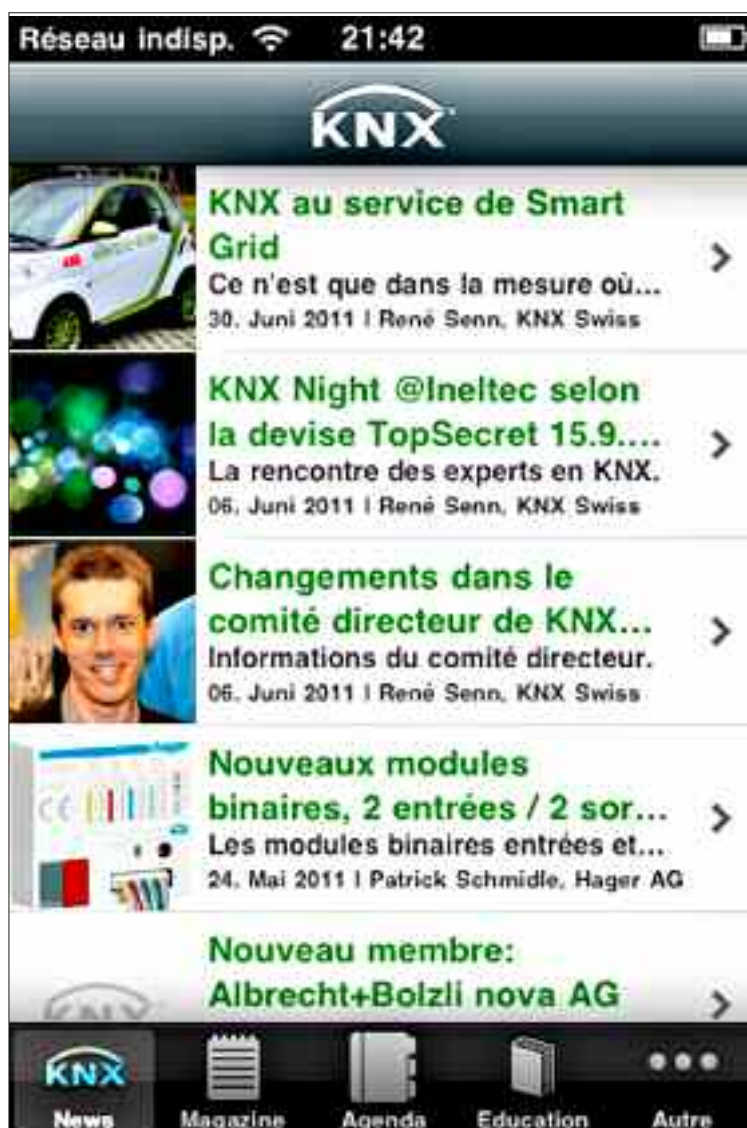 Réseau indisp. 21:42
KNX
KNX au service de Smart
Grid
Ce n'est que dans la mesure où...
30. Juni 2011 | René Senn, KNX Swiss
KNX Night @Ineltec selon
la devise TopSecret 15.9....
La rencontre des experts en KNX.
06. Juni 2011 | René Senn, KNX Swiss
Changements dans le
comité directeur de KNX...
Informations du comité directeur.
06. Juni 2011 | René Senn, KNX Swiss
Nouveaux modules
binaires, 2 entrées / 2 sor...
Les modules binaires entrées et...
24. Mai 2011 | Patrick Schmidle, Hager AG
Nouveau membre:
Albrecht+Bolzli nova AG
KNX
KNX
News Magazine Agenda Education Autre